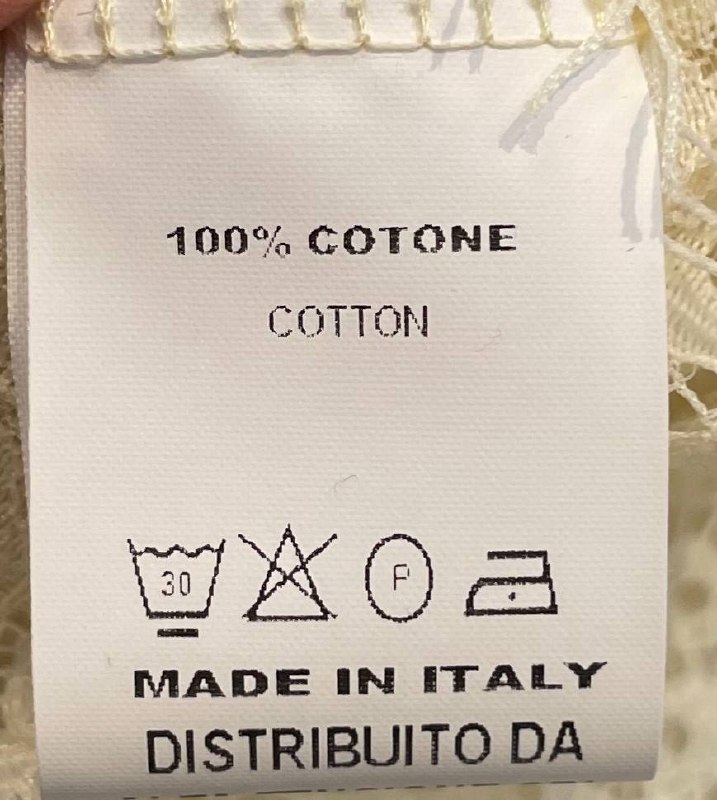 100% COTONE
COTTON
30 P
MADE IN ITALY
DISTRIBUITO DA